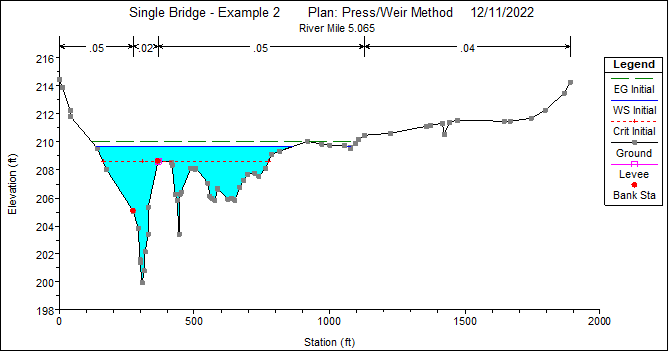 Single Bridge - Example 2 Plan: Press/Weir Method 12/11/2022
River Mile 5.065
.05 .02 .05 .04
216
214
212
210
208
206
204
202
200
198
Elevation (ft)
0 500 1000 1500 2000
Station (ft)
Legend
EG Initial
WS Initial
Crit Initial
Ground
Levee
Bank Sta